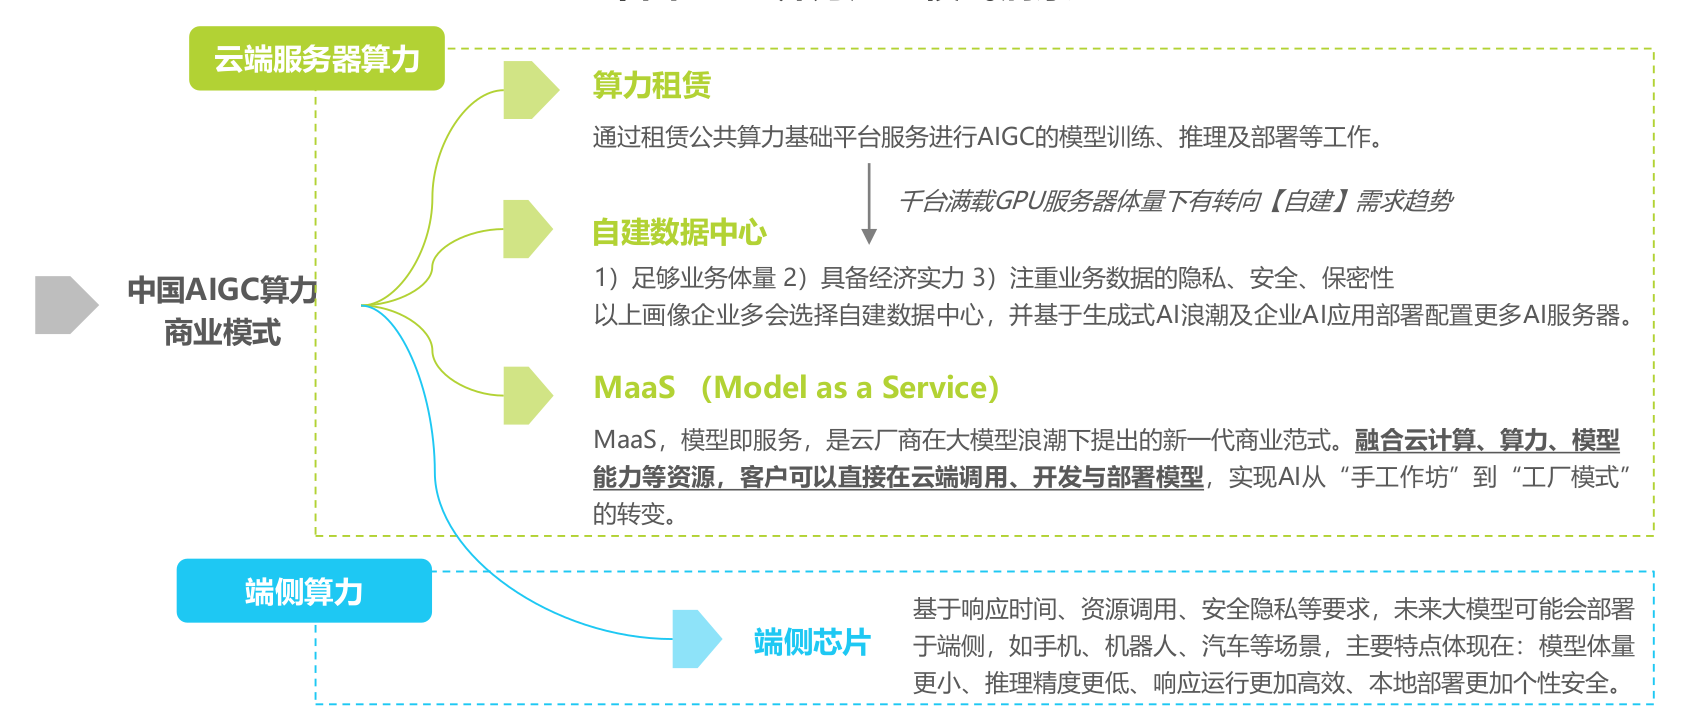 云端服务器算力
算力租赁
通过租赁公共算力基础平台服务进行AIGC的模型训练、推理及部署等工作。
千台满载GPU服务器体量下有转向【自建】需求趋势
自建数据中心
1）足够业务体量 2）具备经济实力 3）注重业务数据的隐私、安全、保密性
以上画像企业多会选择自建数据中心，并基于生成式AI浪潮及企业AI应用部署配置更多AI服务器。
中国AIGC算力
商业模式
MaaS （Model as a Service）
MaaS，模型即服务，是云厂商在大模型浪潮下提出的新一代商业范式。融合云计算、算力、模型
能力等资源，客户可以直接在云端调用、开发与部署模型，实现AI从“手工作坊”到“工厂模式”
的转变。
端侧算力
端侧芯片
基于响应时间、资源调用、安全隐私等要求，未来大模型可能会部署
于端侧，如手机、机器人、汽车等场景，主要特点体现在：模型体量
更小、推理精度更低、响应运行更加高效、本地部署更加个性安全。